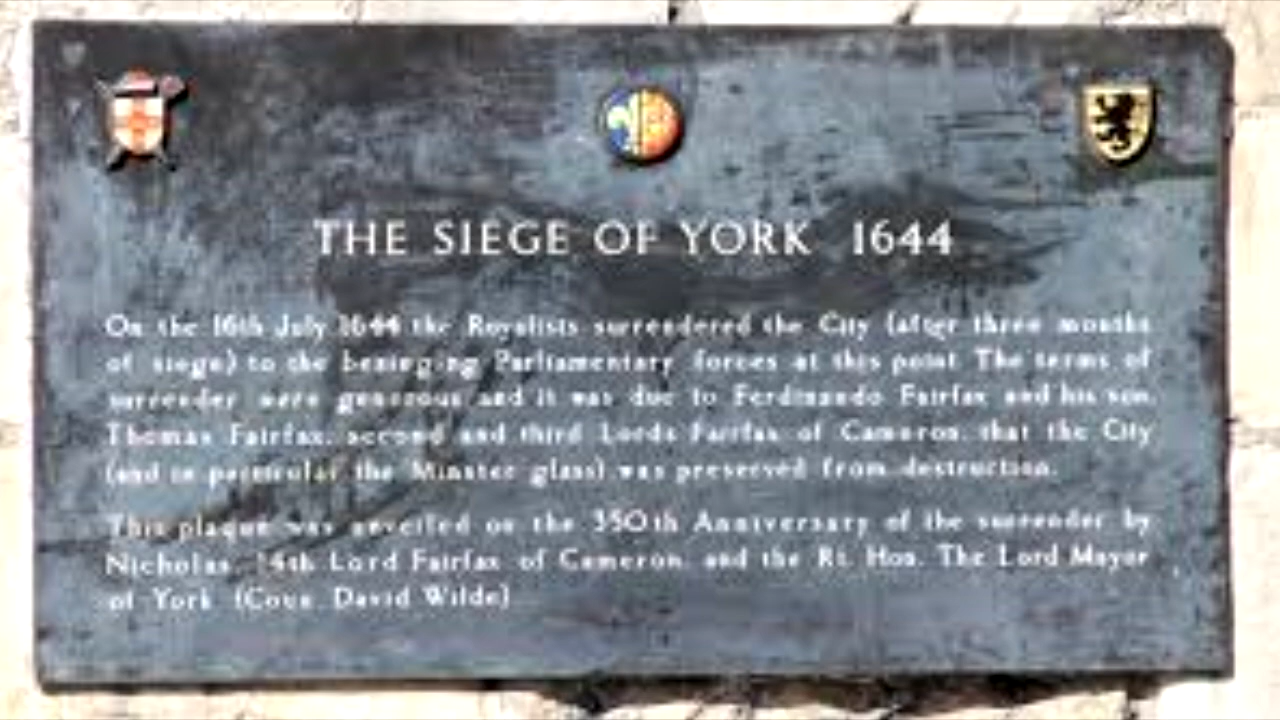 THE SIEGE OF YORK 1644
On the 16th July 1644 the Royalists surrendered the City (after three months
of siege) to the besieging Parliamentary forces at this point. The terms of
surrender were generous and it was due to Ferdinando Fairfax and his son,
Thomas Fairfax, second and third Lords Fairfax of Cameron, that the City
(and in particular the Minster glass) was preserved from destruction.
This plaque was unveiled on the 350th Anniversary of the surrender by
Nicholas, 14th Lord Fairfax of Cameron, and the Rt. Hon. The Lord Mayor
of York (Coun. David Wilde)